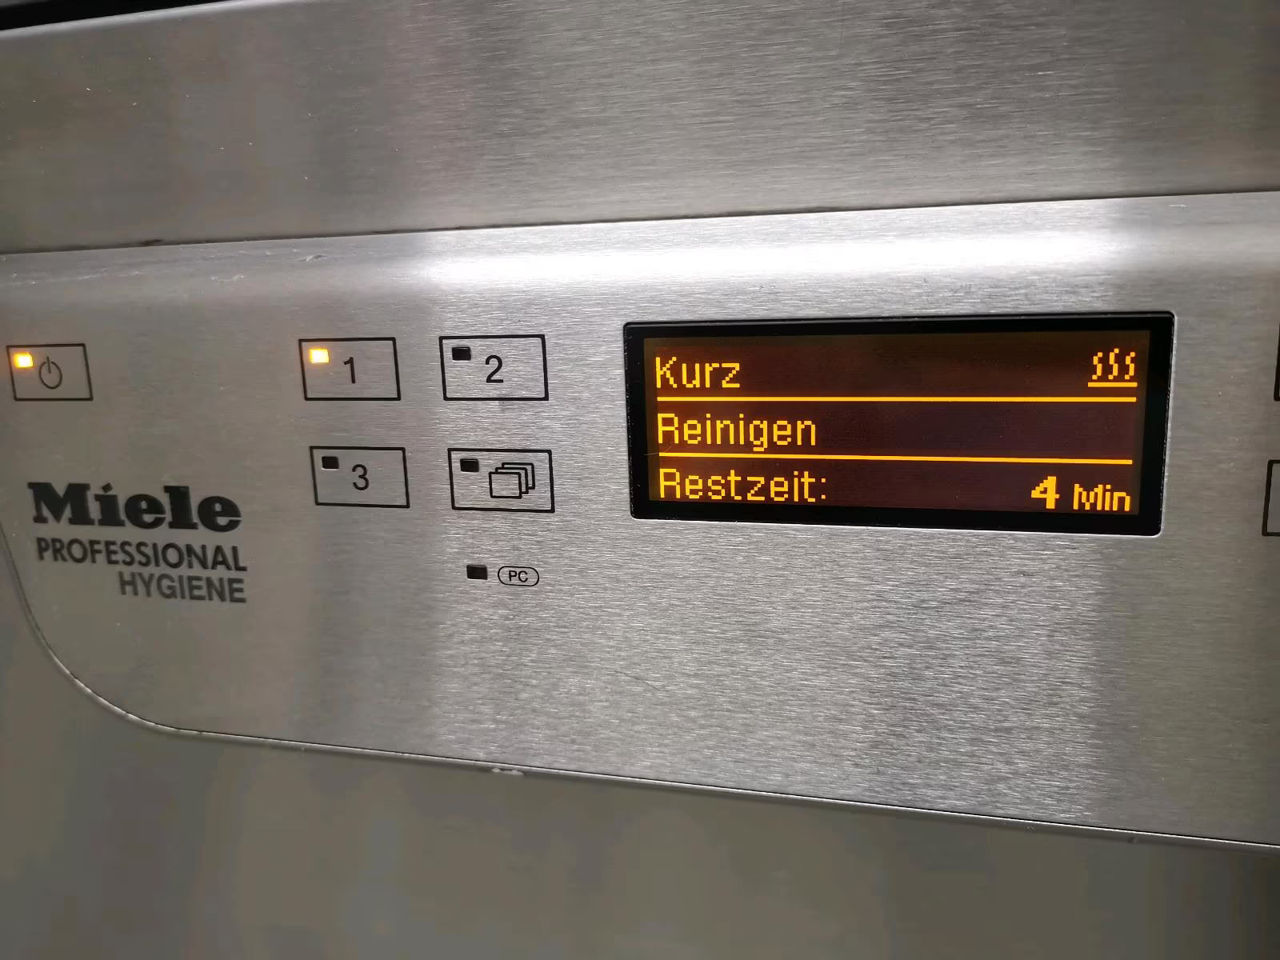 1
2
3
Miele
PROFESSIONAL
HYGIENE
PC
Kurz
Reinigen
Restzeit: 4 Min